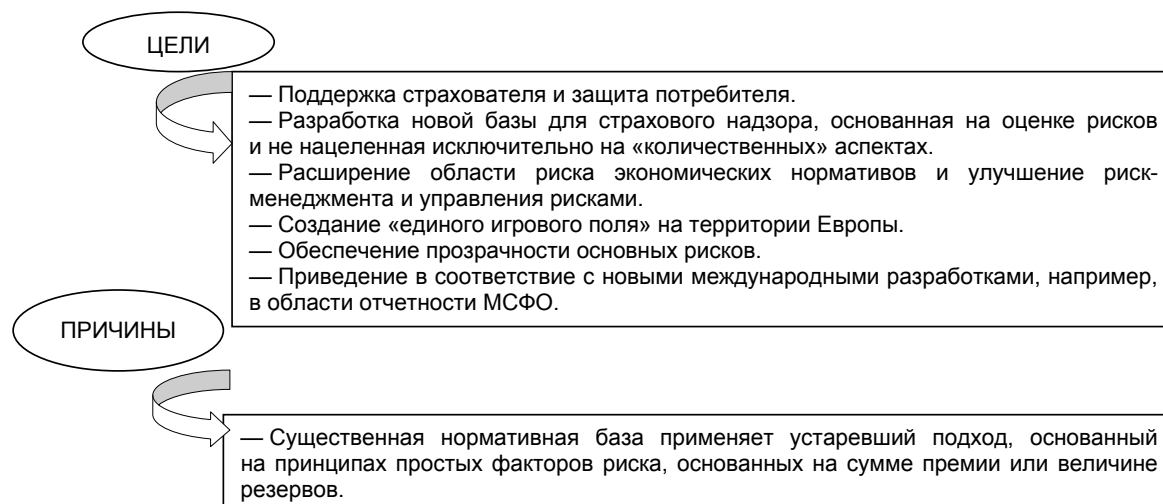 ЦЕЛИ
— Поддержка страхователя и защита потребителя.
— Разработка новой базы для страхового надзора, основанная на оценке рисков
и не нацеленная исключительно на «количественных» аспектах.
— Расширение области риска экономических нормативов и улучшение риск-
менеджмента и управления рисками.
— Создание «единого игрового поля» на территории Европы.
— Обеспечение прозрачности основных рисков.
— Приведение в соответствие с новыми международными разработками, например,
в области отчетности МСФО.
ПРИЧИНЫ
— Существенная нормативная база применяет устаревший подход, основанный
на принципах простых факторов риска, основанных на сумме премии или величине
резервов.